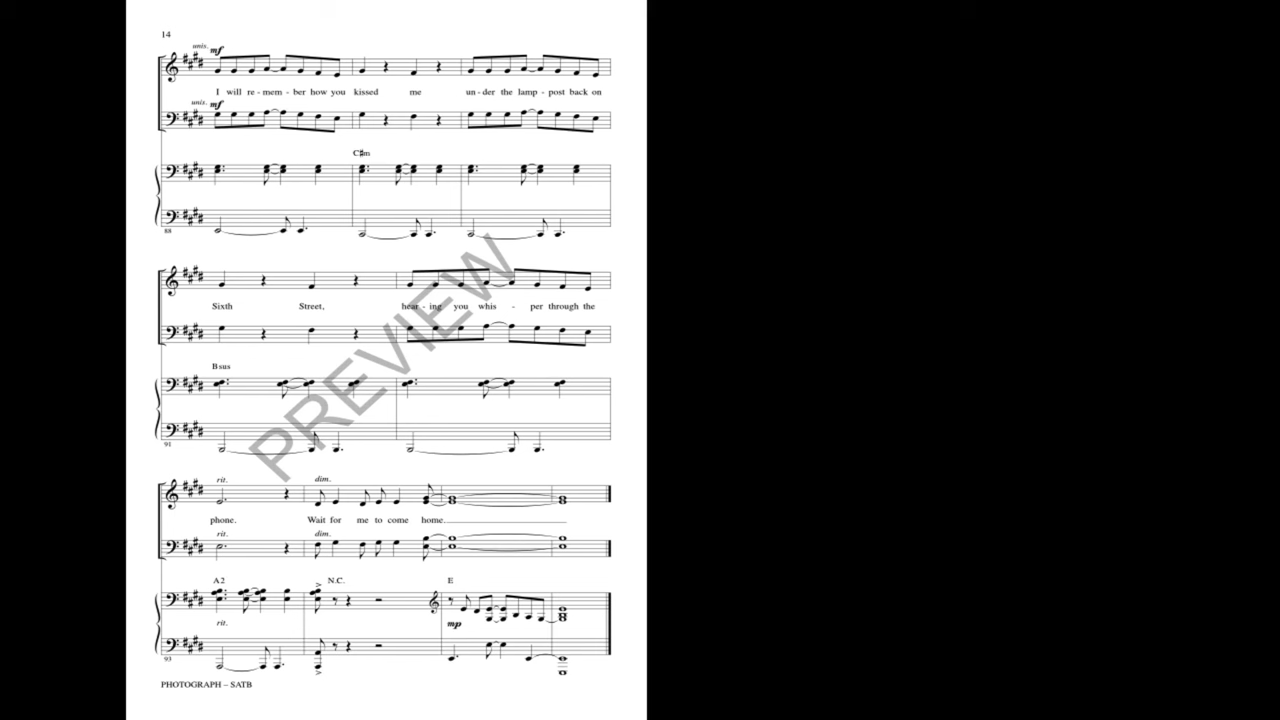 14
unis. mf
I will re - mem - ber how you kissed me un - der the lamp - post back on
unis. mf
C♯m
88
Sixth Street, hear - ing you whis - per through the
B sus
91
rit. dim.
phone. Wait for me to come home.
rit. dim.
A2 N.C. E
rit. mp
93
PHOTOGRAPH – SATB
PREVIEW